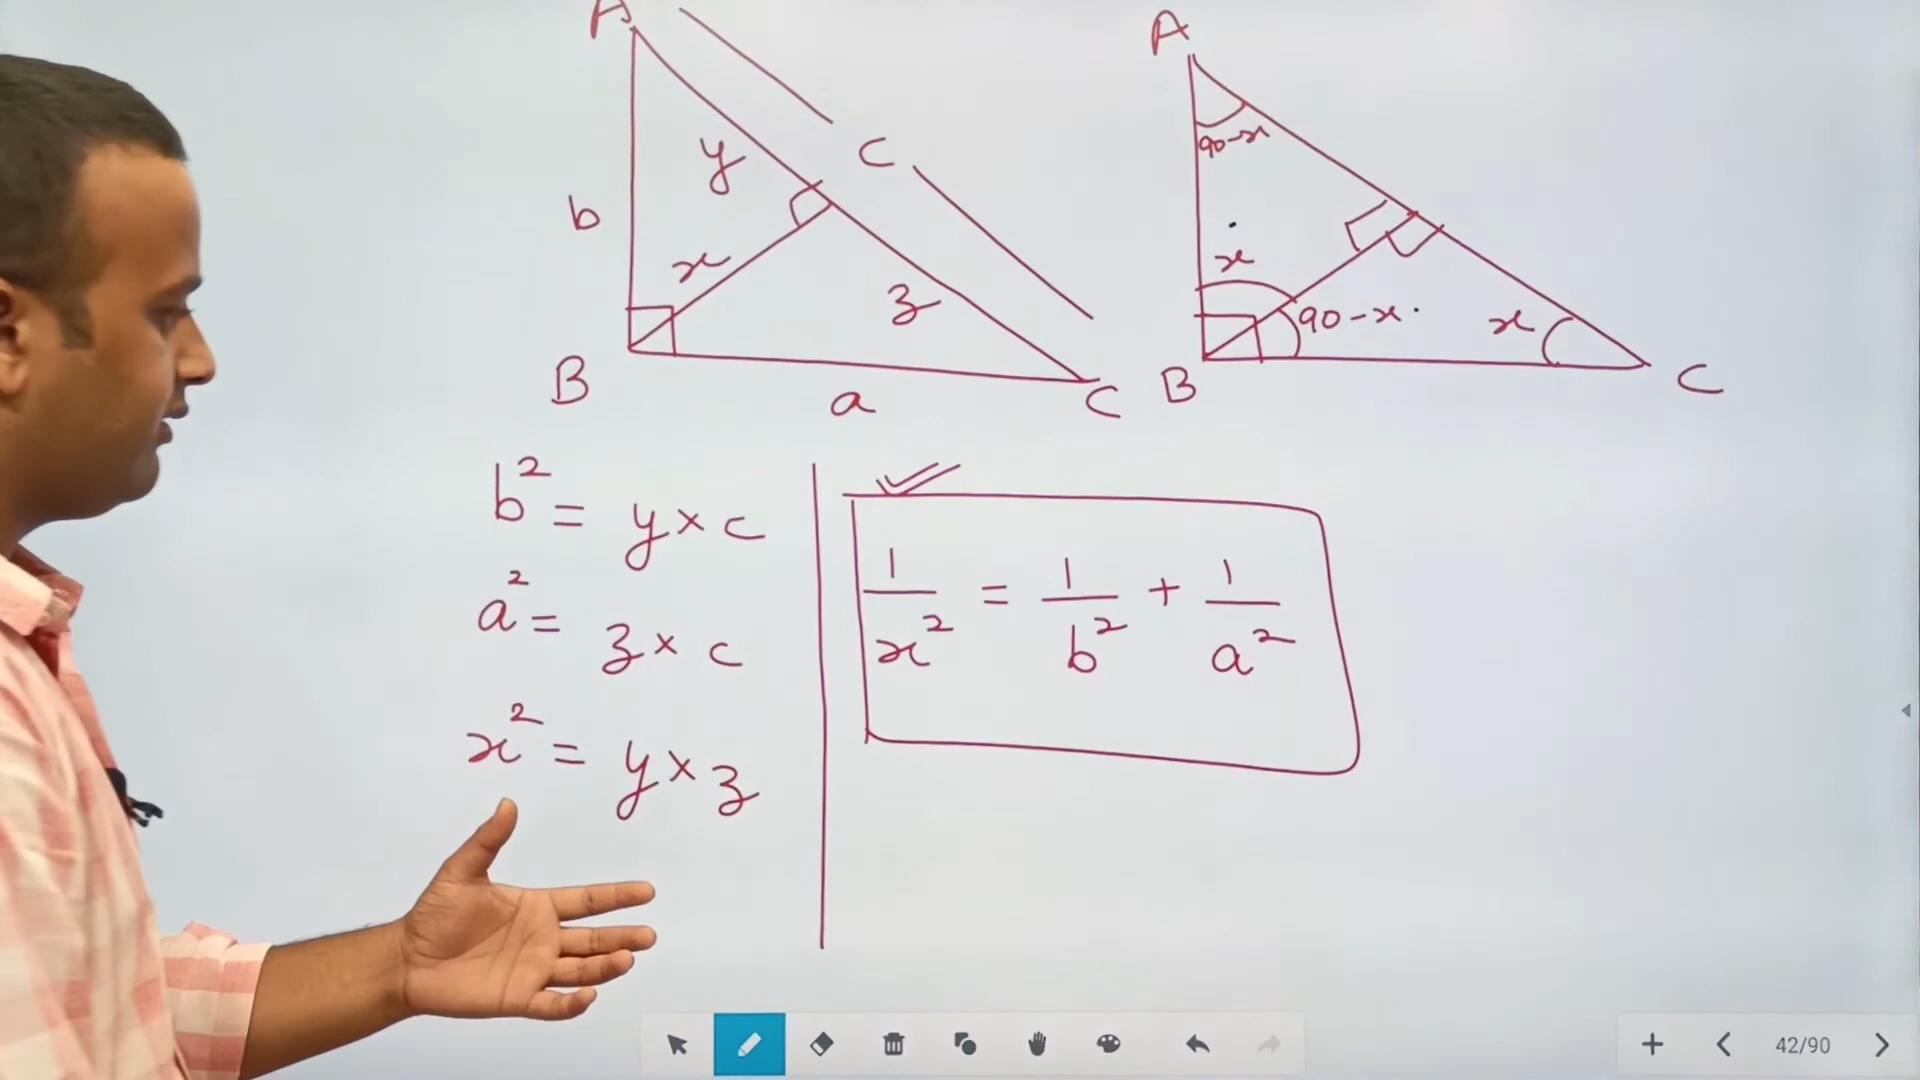 A
C
y
b
x
z
B
a
C
A
90-x
x
90-x
x
B
C
b² = y × c
a² = z × c
x² = y × z
1/x² = 1/b² + 1/a²
42/90